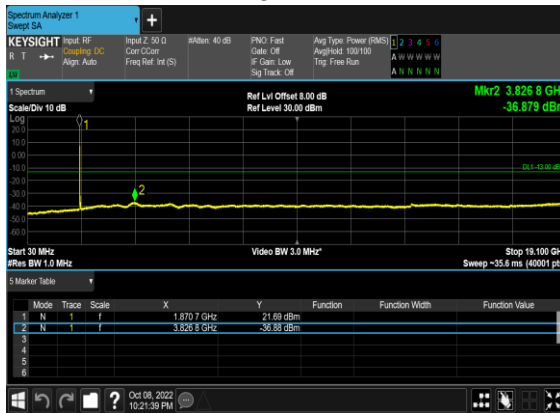 Spectrum Analyzer 1
Swept SA
KEYSIGHT Input: RF Input Z: 50 Ω #Atten: 40 dB PNO: Fast Avg Type: Power (RMS) 1 2 3 4 5 6
R T Coupling: DC Corr CCorr Gate: Off Avg|Hold: 100/100 A W W W W W
Align: Auto Freq Ref: Int (S) IF Gain: Low Trig: Free Run
Sig Track: Off A N N N N N
1 Spectrum
Ref Lvl Offset 8.00 dB Mkr2 3.826 8 GH
Scale/Div 10 dB Ref Level 30.00 dBm -36.879 dBr
Log
20.0
10.0
0.00
-10.0
DL1 -13.00 dB
-20.0
-30.0
-40.0
-50.0
-60.0
1
2
Start 30 MHz Video BW 3.0 MHz* Stop 19.100 GH
#Res BW 1.0 MHz Sweep ~35.6 ms (40001 pt
5 Marker Table
Mode Trace Scale X Y Function Function Width Function Value
1 N 1 f 1.870 7 GHz 21.69 dBm
2 N 1 f 3.826 8 GHz -36.88 dBm
3
4
5
6
? Oct 08, 2022
10:21:39 PM